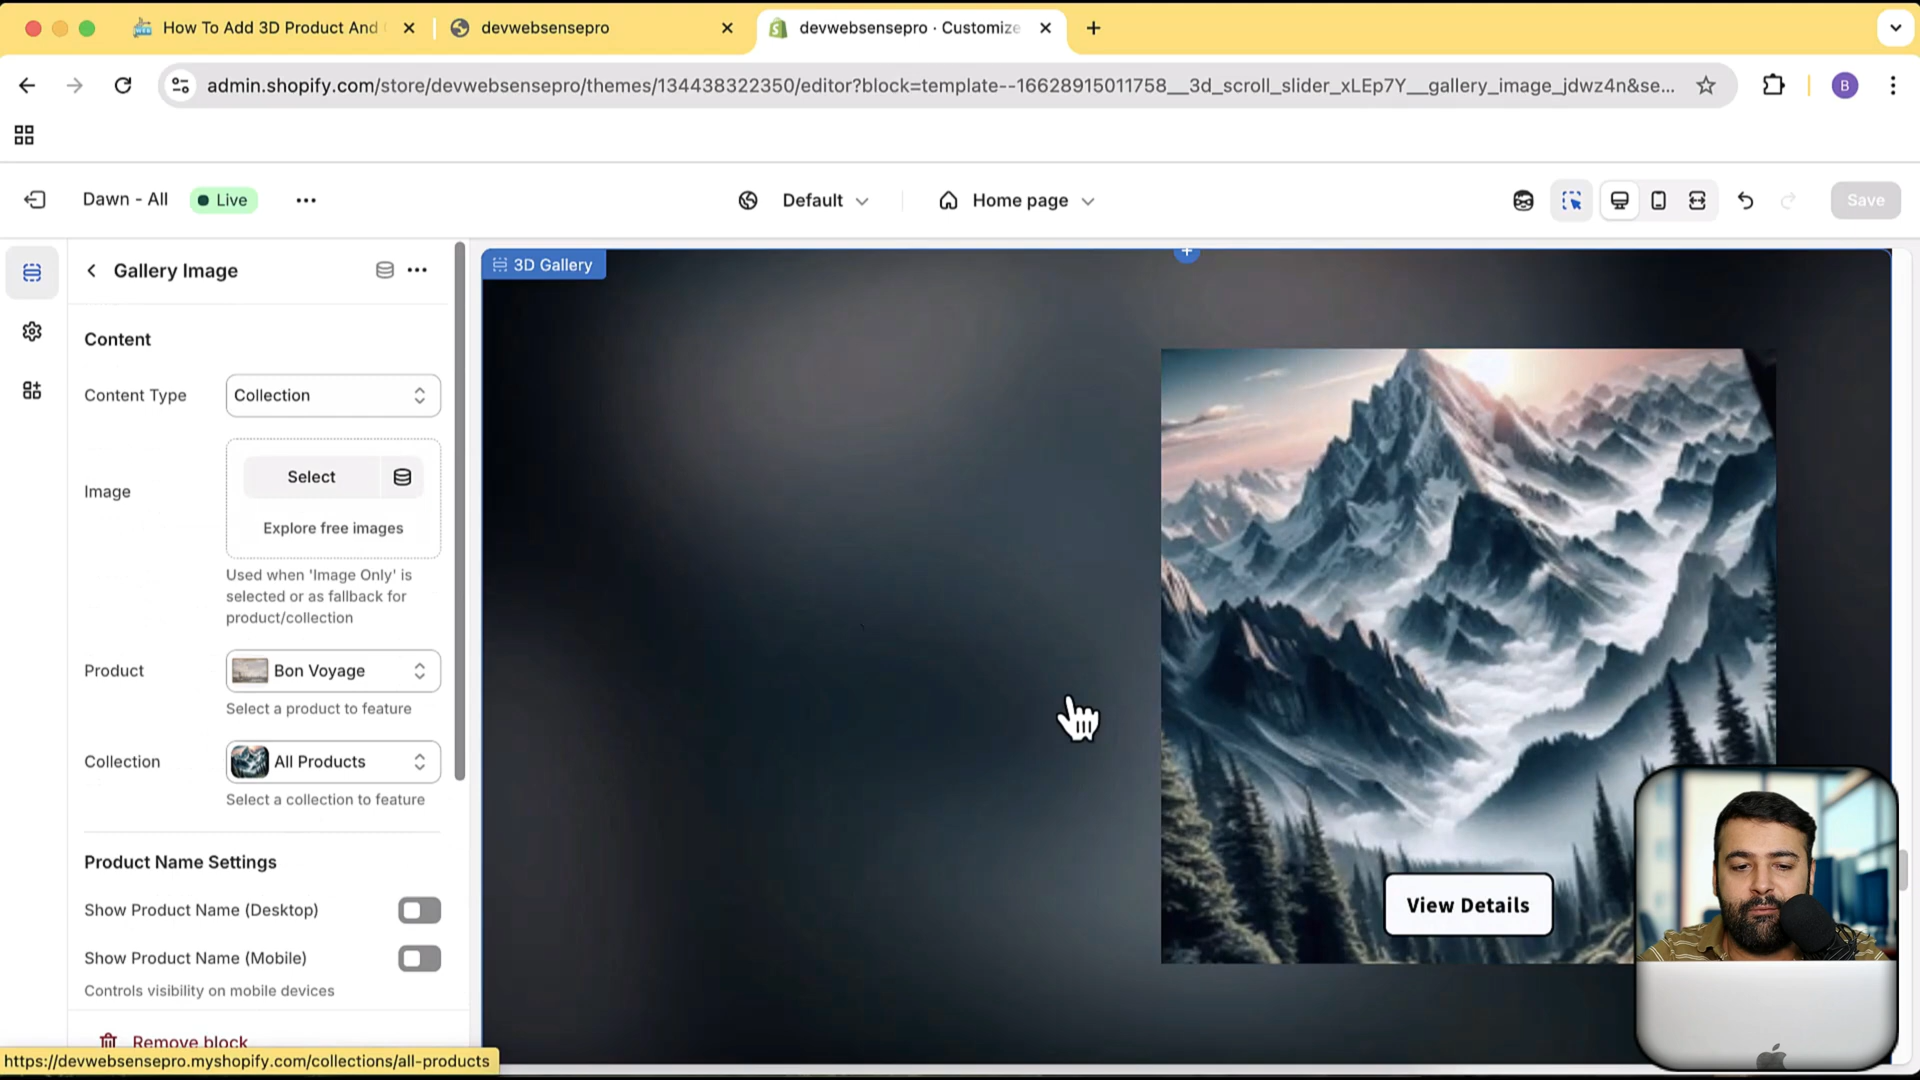 How To Add 3D Product And
devwebsensepro
devwebsensepro · Customize
admin.shopify.com/store/devwebsensepro/themes/134438322350/editor?block=template--16628915011758__3d_scroll_slider_xLEp7Y__gallery_image_jdwz4n&se...
B
Dawn - All
Live
Default
Home page
Save
Gallery Image
3D Gallery
Content
Content Type
Collection
Image
Select
Explore free images
Used when 'Image Only' is
selected or as fallback for
product/collection
Product
Bon Voyage
Select a product to feature
Collection
All Products
Select a collection to feature
Product Name Settings
Show Product Name (Desktop)
Show Product Name (Mobile)
Controls visibility on mobile devices
Remove block
View Details
https://devwebsensepro.myshopify.com/collections/all-products